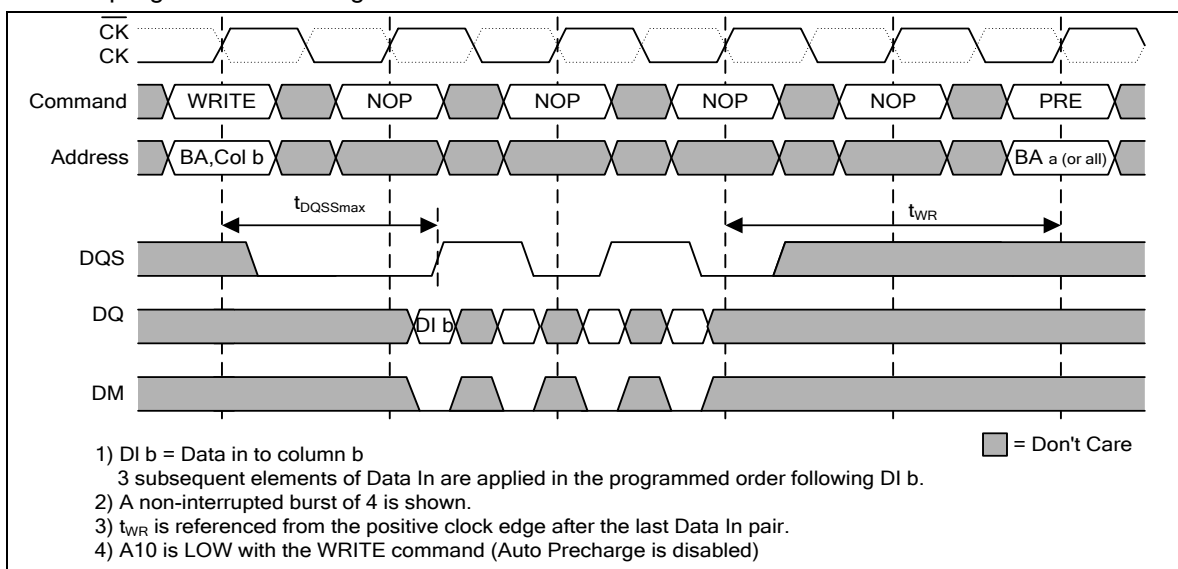 CK
CK
Command WRITE NOP NOP NOP NOP PRE
Address BA,Col b BA a (or all)
tDQSSmax tWR
DQS
DQ DI b
DM
1) DI b = Data in to column b
3 subsequent elements of Data In are applied in the programmed order following DI b.
2) A non-interrupted burst of 4 is shown.
3) tWR is referenced from the positive clock edge after the last Data In pair.
4) A10 is LOW with the WRITE command (Auto Precharge is disabled)
= Don't Care